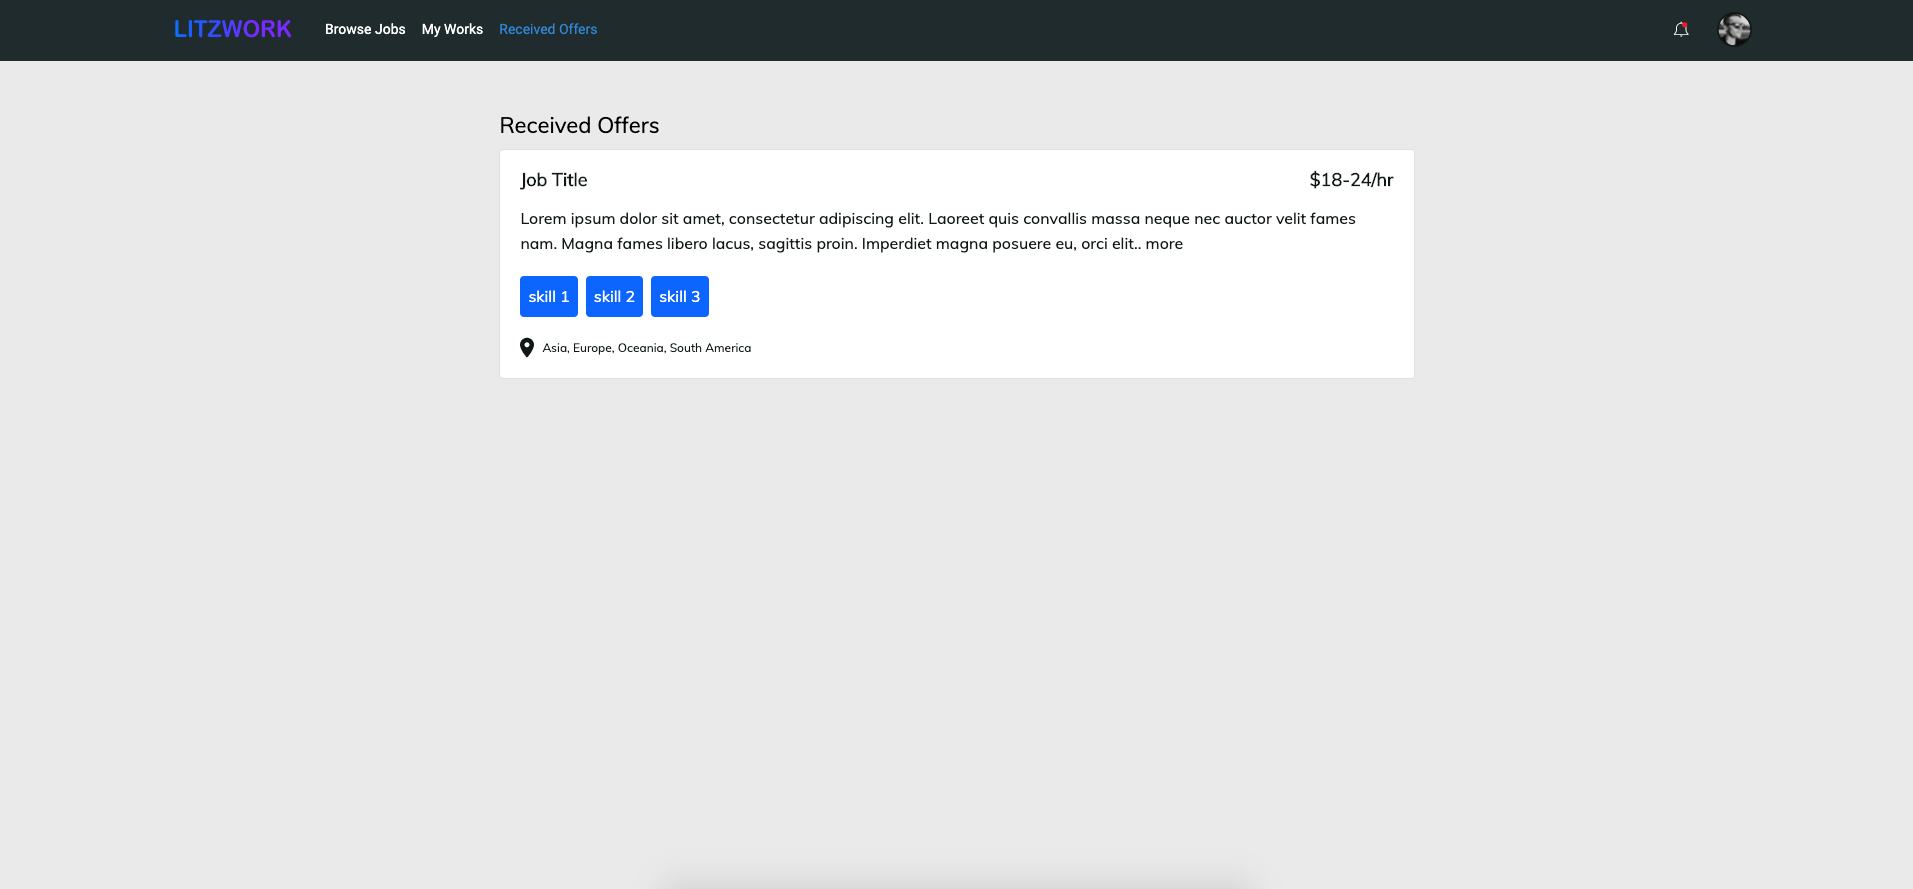 LITZWORK
Browse Jobs
My Works
Received Offers
Received Offers
Job Title
$18-24/hr
Lorem ipsum dolor sit amet, consectetur adipiscing elit. Laoreet quis convallis massa neque nec auctor velit fames
nam. Magna fames libero lacus, sagittis proin. Imperdiet magna posuere eu, orci elit.. more
skill 1
skill 2
skill 3
Asia, Europe, Oceania, South America